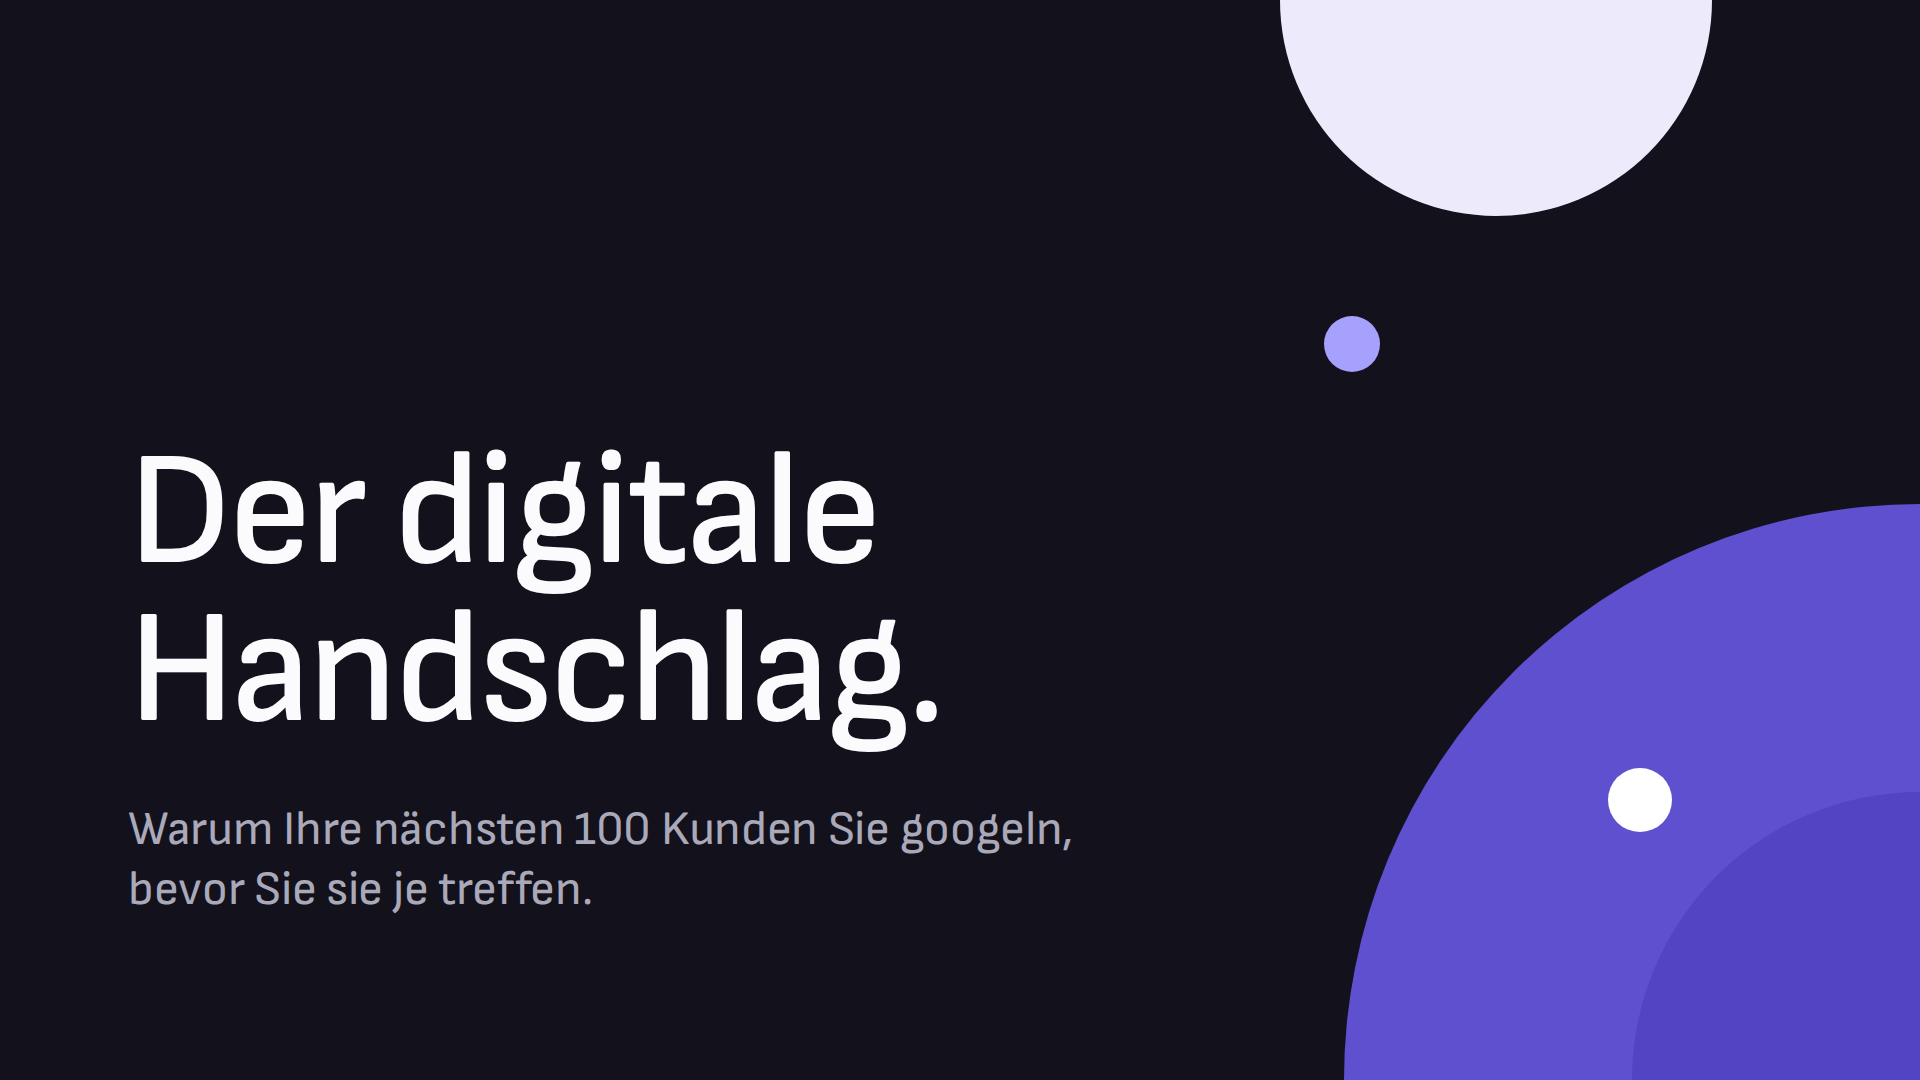 Der digitale
Handschlag.
Warum Ihre nächsten 100 Kunden Sie googeln,
bevor Sie sie je treffen.